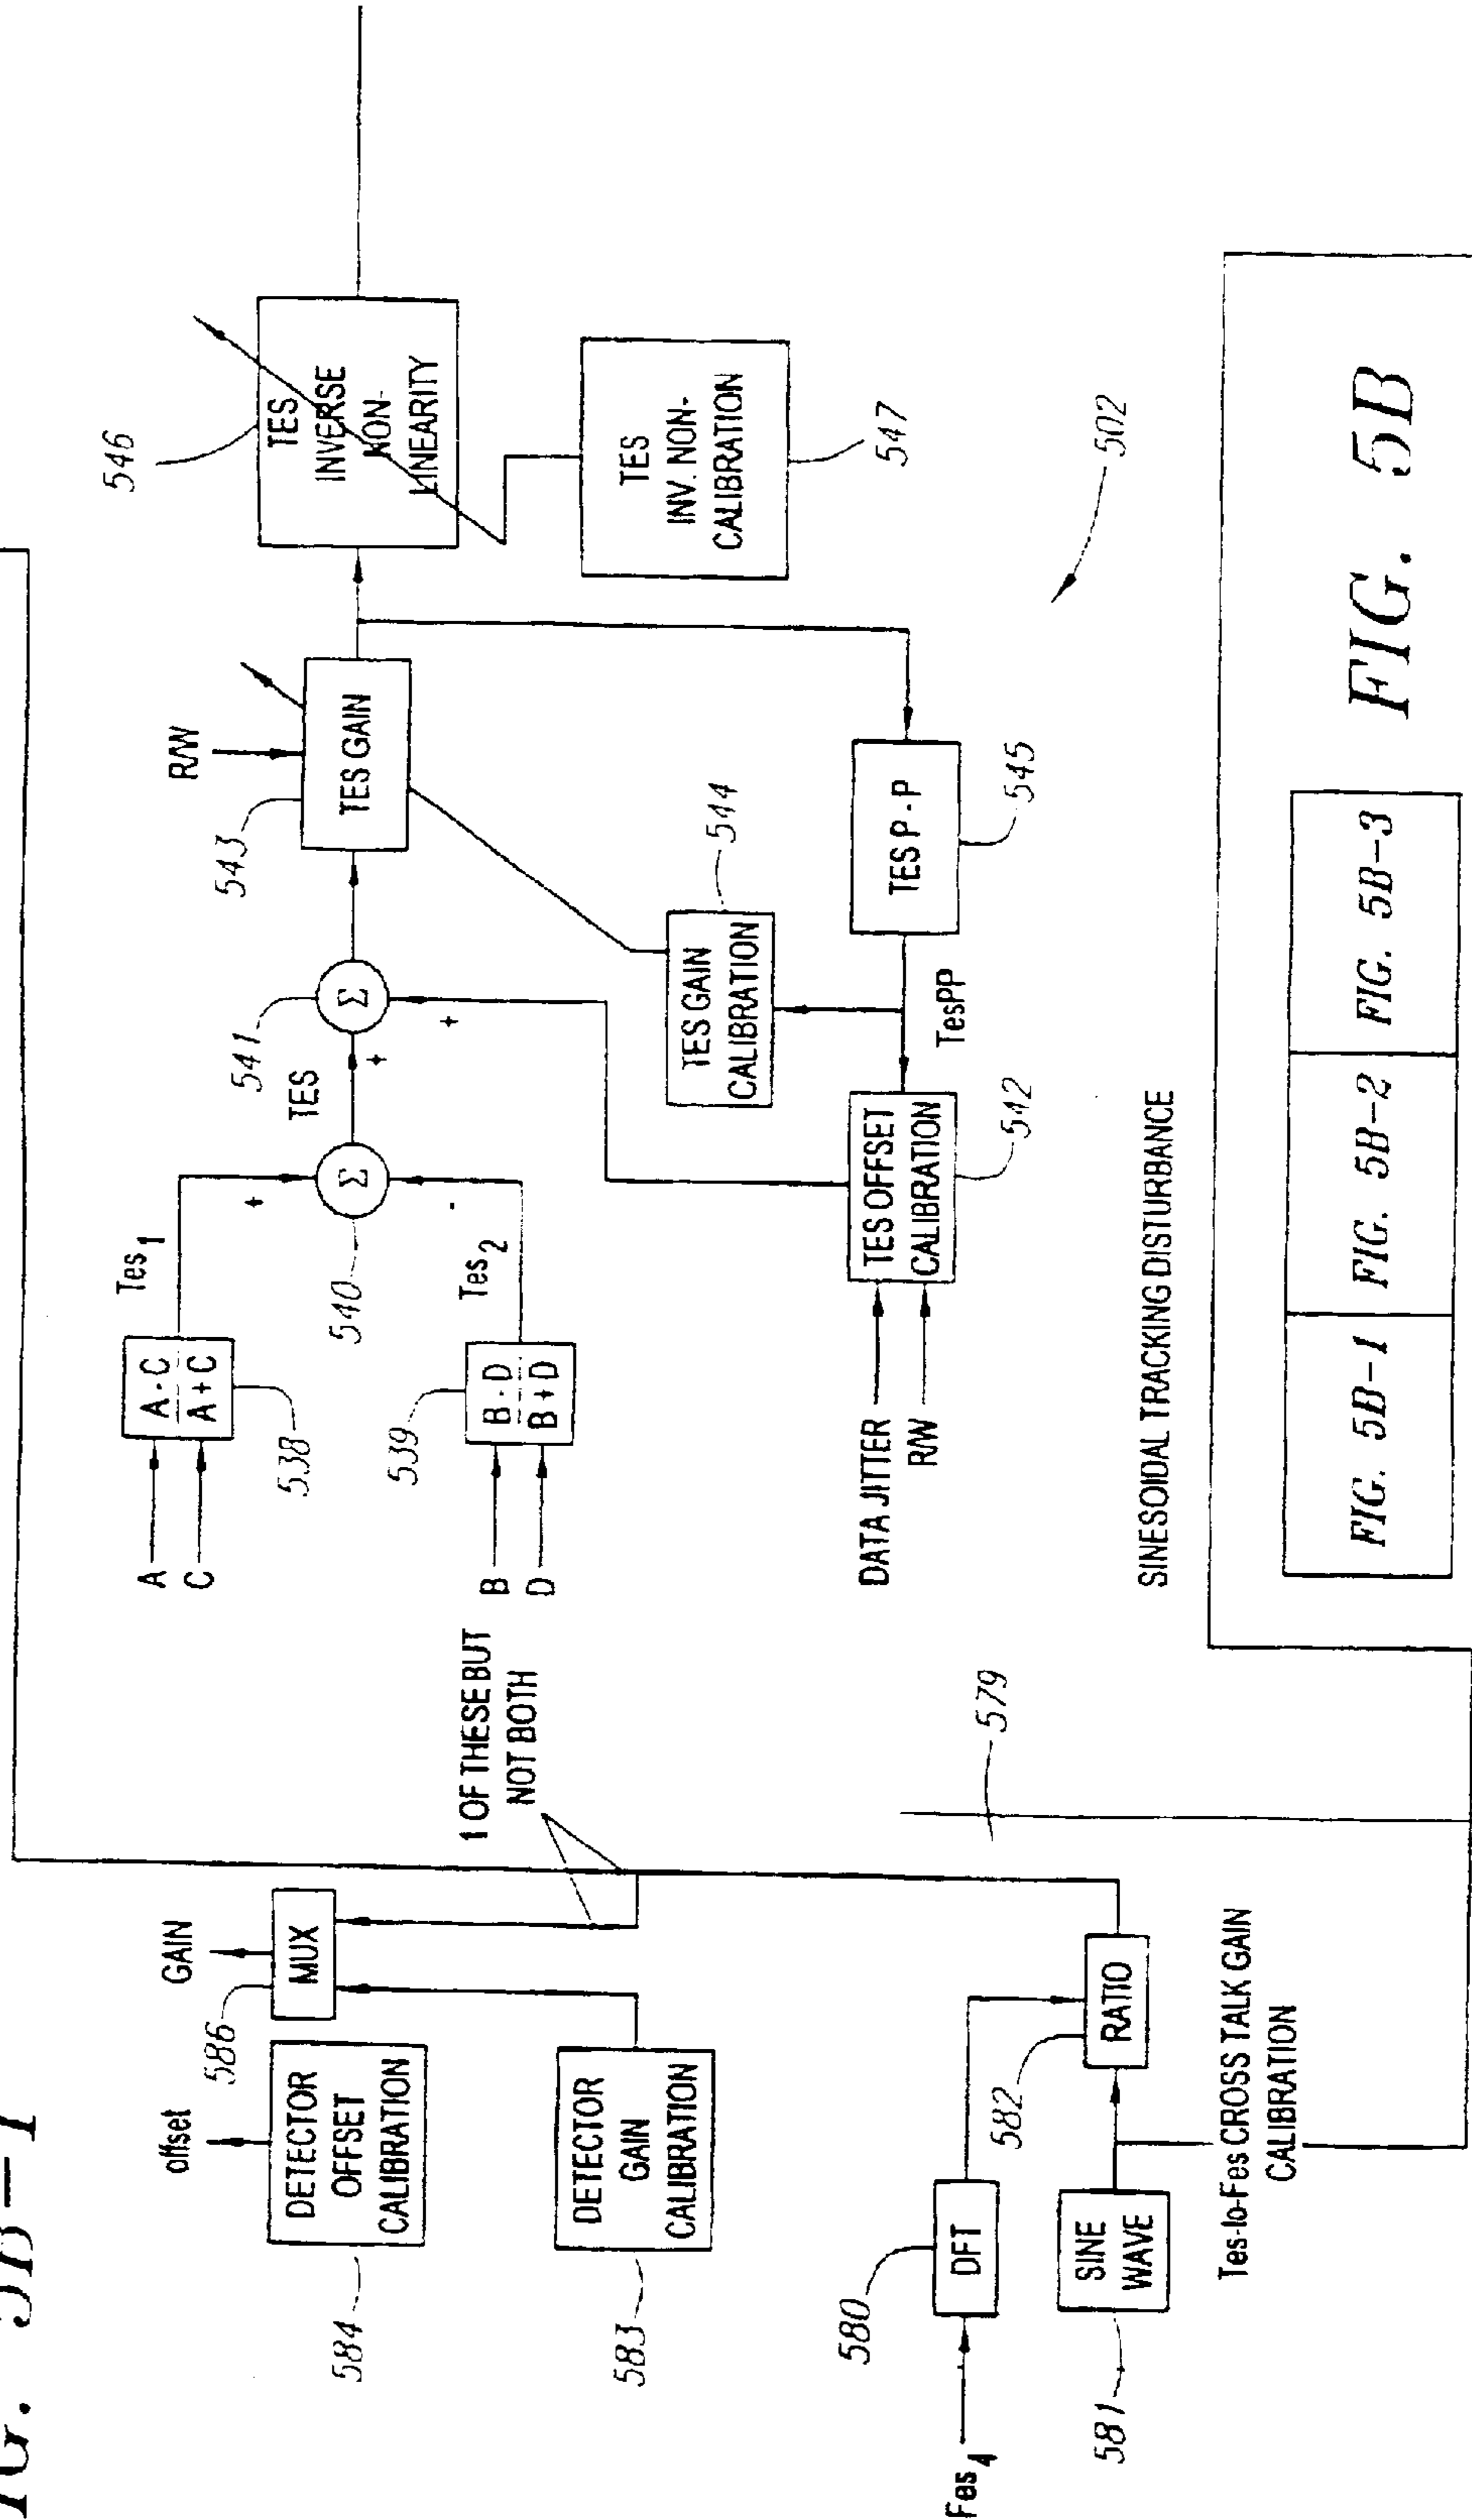 offset
GAIN
586
MUX
DETECTOR
OFFSET
CALIBRATION
584
DETECTOR
GAIN
CALIBRATION
583
1 OF THESE BUT
NOT BOTH
579
580
DFT
Fes
582
RATIO
SINE
WAVE
581
Tes-to-Fes CROSS TALK GAIN
CALIBRATION
A
C
A - C
A + C
538
Tes1
B
D
B - D
B + D
539
Tes2
540
Σ
+
-
TES
541
Σ
+
+
543
R/W
TES GAIN
546
TES
INVERSE
NON-
LINEARITY
TES
INV. NON-
CALIBRATION
547
544
TES GAIN
CALIBRATION
TES P - P
545
TesPP
DATA JITTER
R/W
TES OFFSET
CALIBRATION
542
502
SINESOIDAL TRACKING DISTURBANCE
FIG. 5B-1
FIG. 5B-2
FIG. 5B-3
FIG. 5B